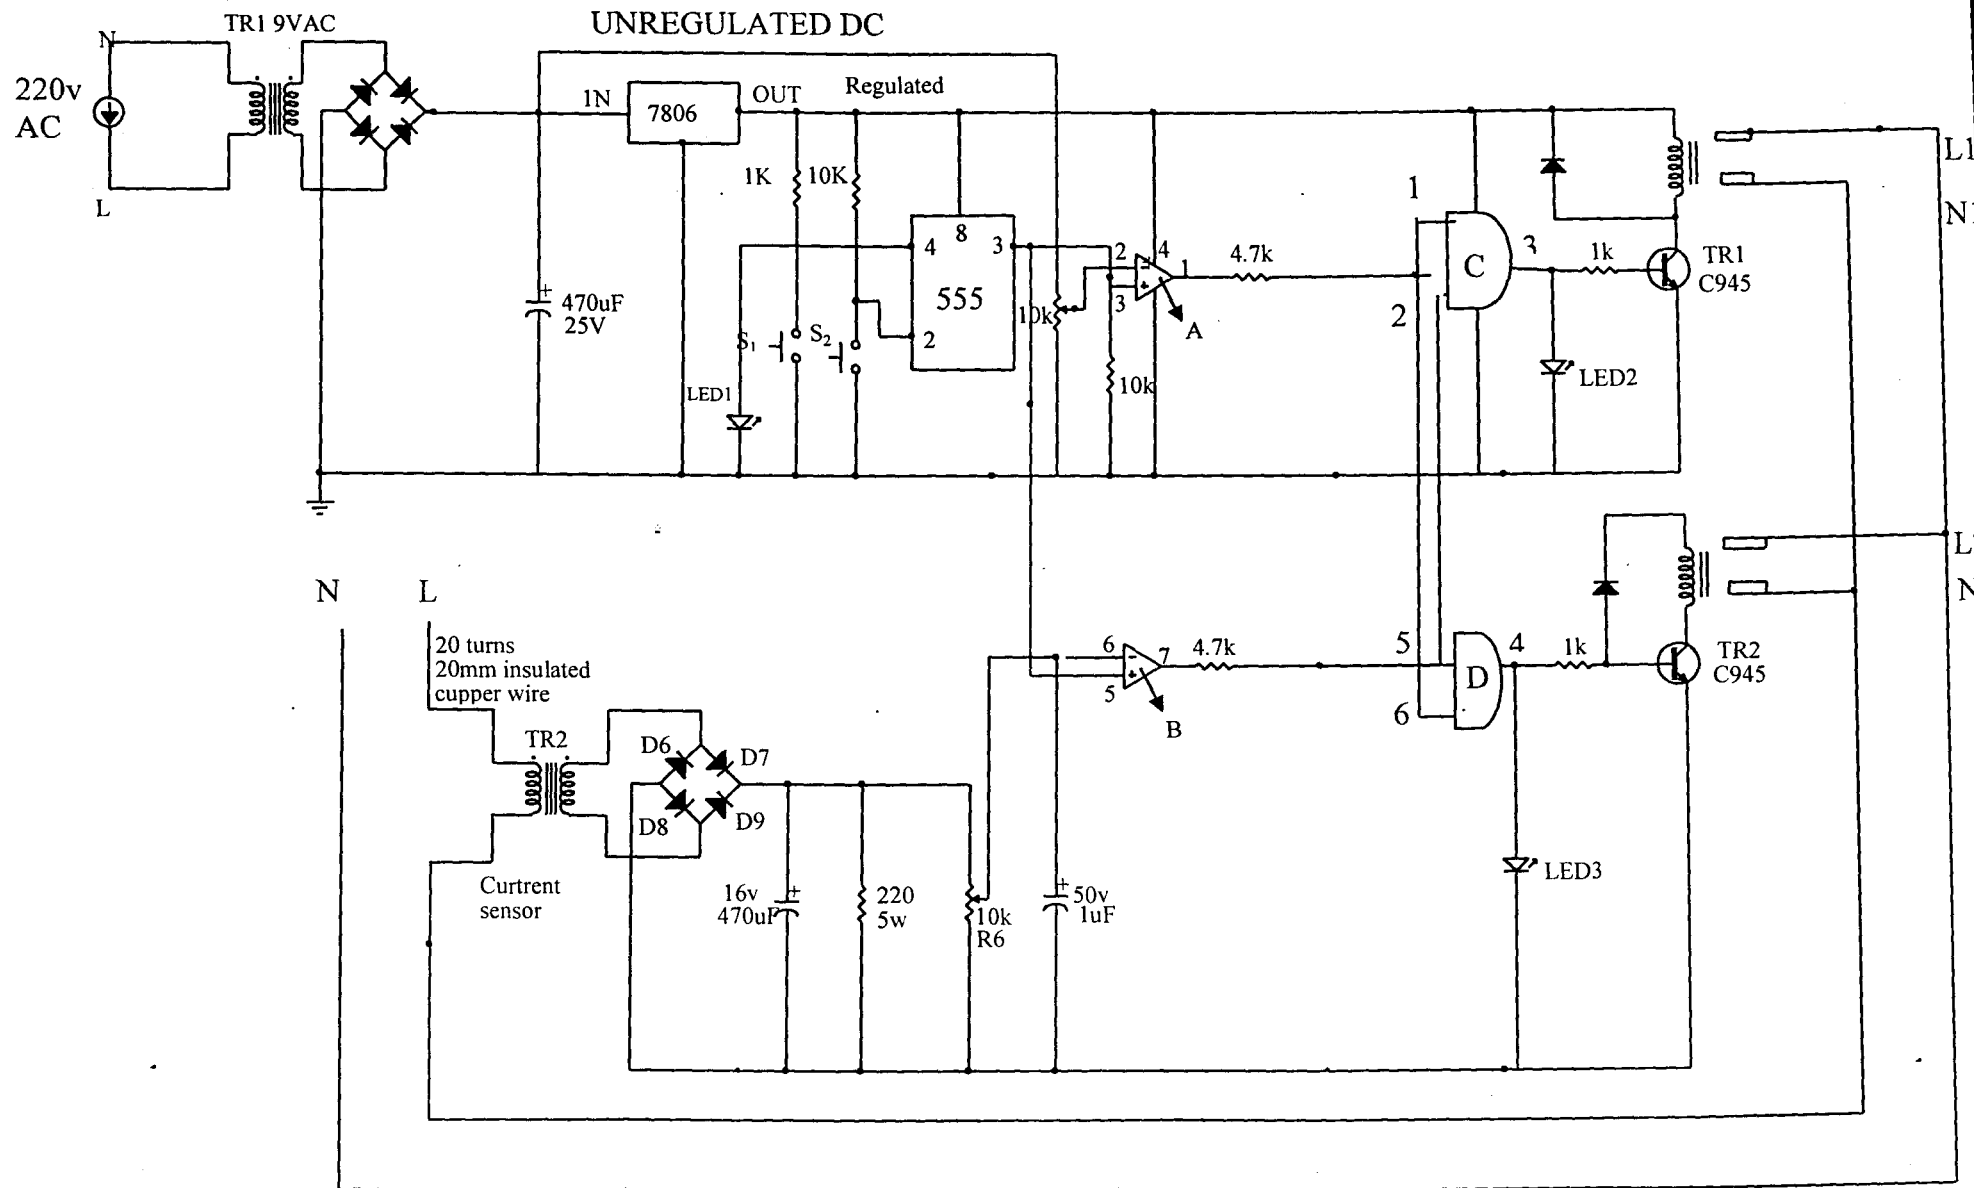 UNREGULATED DC
TR1 9VAC
N
220v
AC
L
1N
7806
OUT
Regulated
1K
10K
4
8
3
555
2
S1
S2
LED1
470uF
25V
+
10k
10k
2
3
4
1
A
4.7k
1
2
C
3
1k
TR1
C945
LED2
L1
N
L
20 turns
20mm insulated
cupper wire
TR2
Curtrent
sensor
D6
D7
D8
D9
16v
470uF
+
220
5w
10k
R6
+
50v
1uF
6
5
7
B
4.7k
5
6
D
4
1k
TR2
C945
LED3
L
N